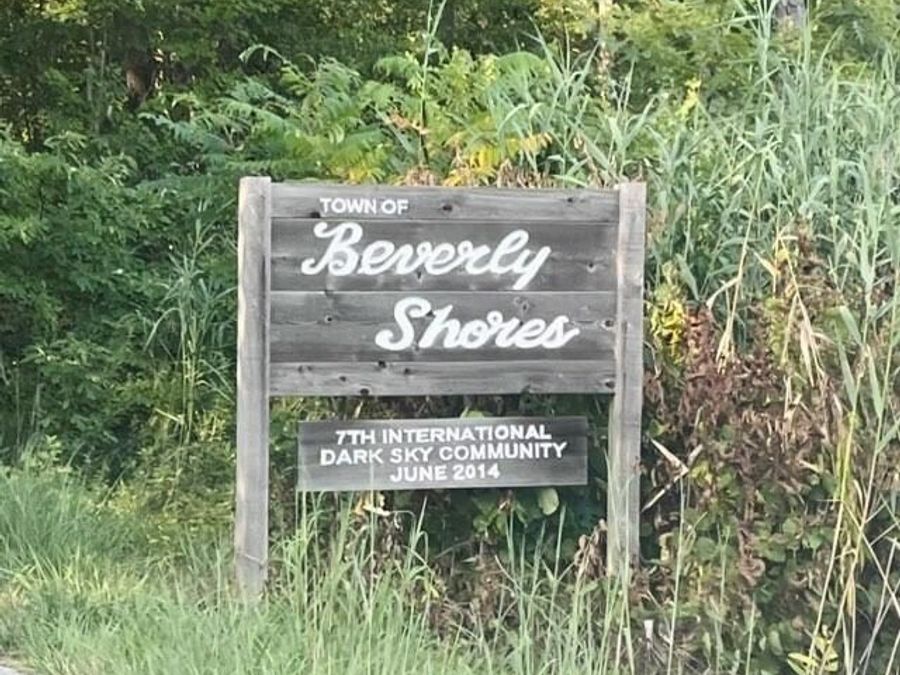 TOWN OF
Beverly
Shores
7TH INTERNATIONAL
DARK SKY COMMUNITY
JUNE 2014